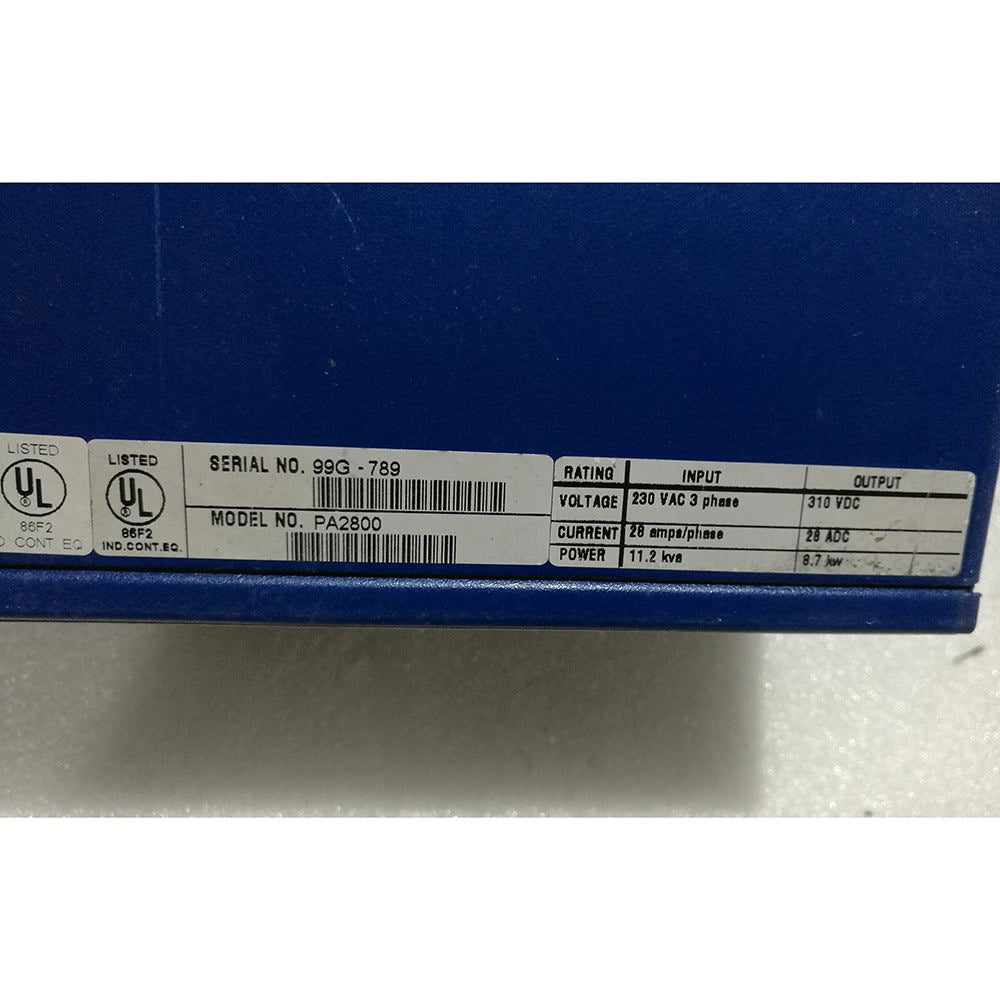 LISTED
UL
®
86F2
D CONT. EQ
LISTED
UL
®
86F2
IND.CONT.EQ.
SERIAL NO. 99G - 789
MODEL NO. PA2800
RATING INPUT OUTPUT
VOLTAGE 230 VAC 3 phase 310 VDC
CURRENT 28 amps/phase 28 ADC
POWER 11.2 kva 8.7 kw